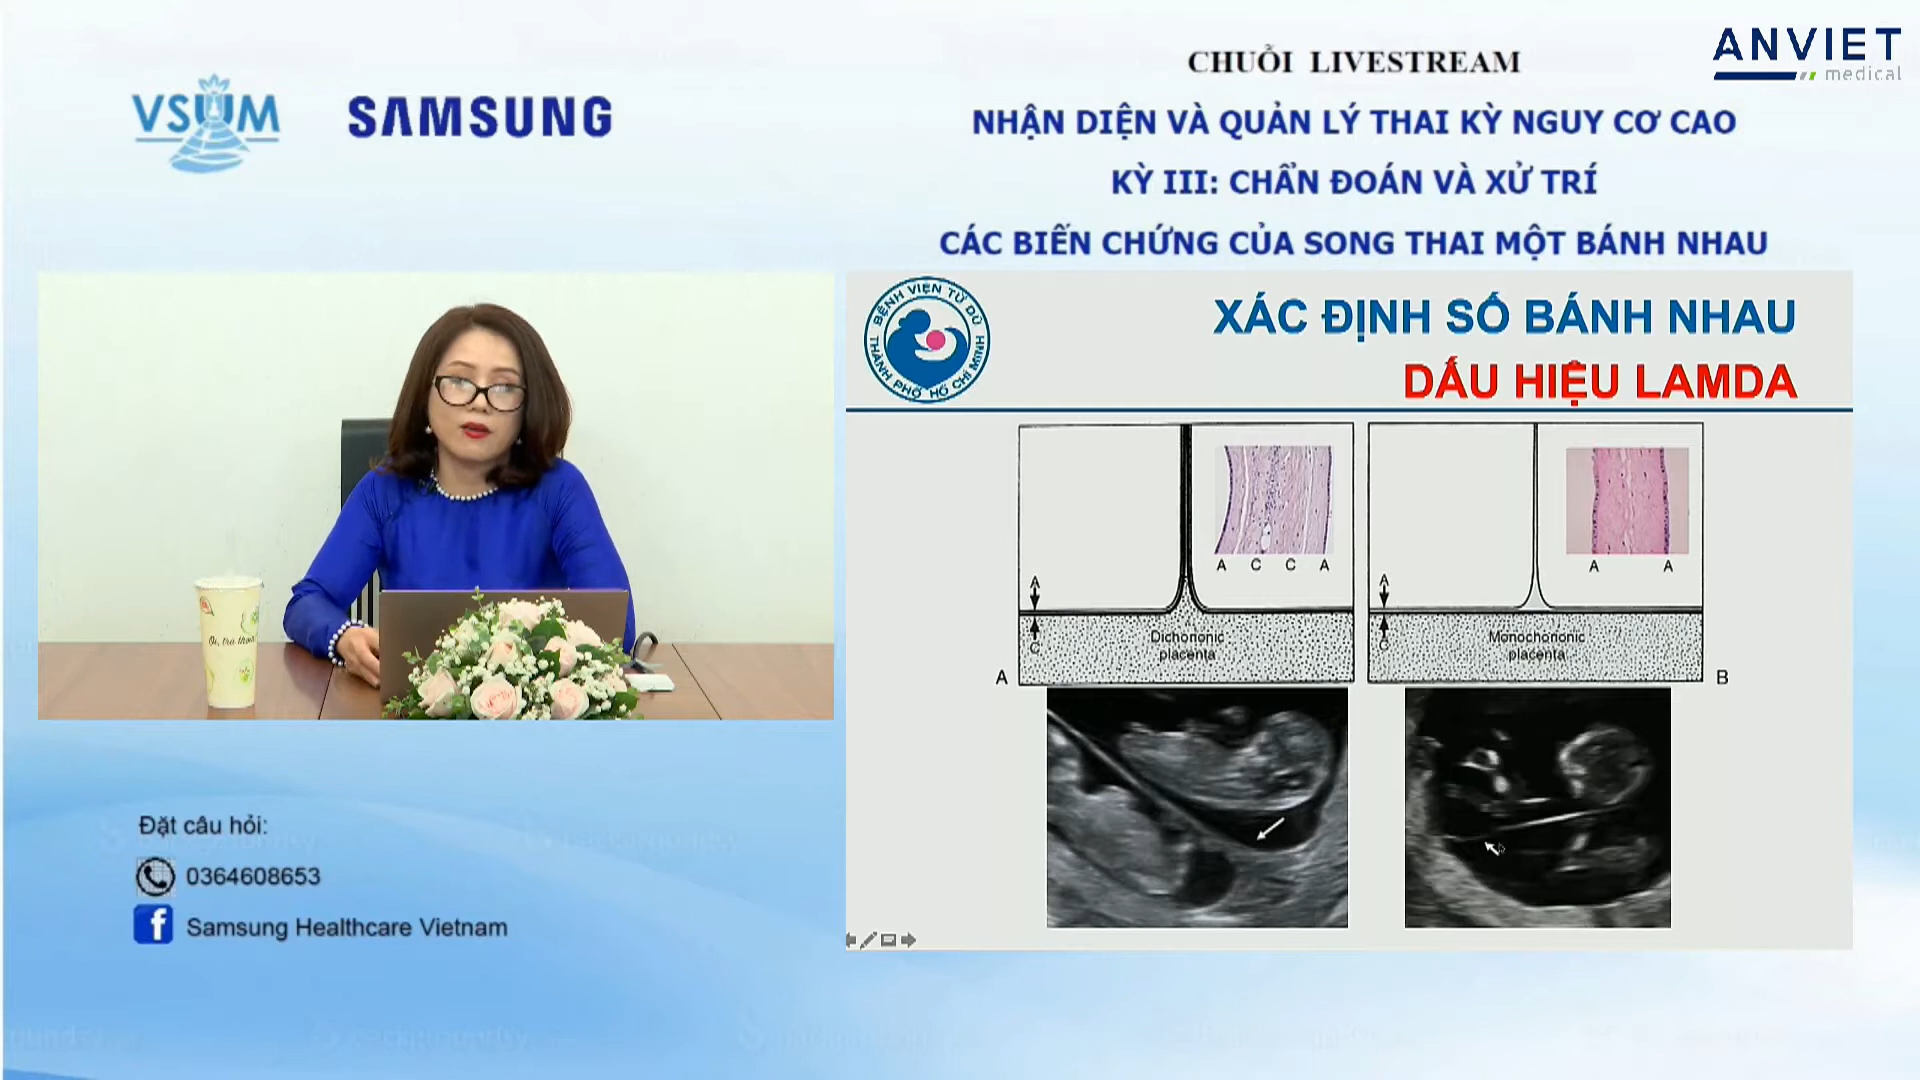 VSUM
SAMSUNG
CHUỖI LIVESTREAM
ANVIET
medical
NHẬN DIỆN VÀ QUẢN LÝ THAI KỲ NGUY CƠ CAO
KỲ III: CHẨN ĐOÁN VÀ XỬ TRÍ
CÁC BIẾN CHỨNG CỦA SONG THAI MỘT BÁNH NHAU
BỆNH VIỆN TỪ DŨ
THÀNH PHỐ HỒ CHÍ MINH
XÁC ĐỊNH SỐ BÁNH NHAU
DẤU HIỆU LAMDA
A C C A
A A
A
C
Dichorionic
placenta
A
A
C
Monochorionic
placenta
B
Đặt câu hỏi:
0364608653
f Samsung Healthcare Vietnam